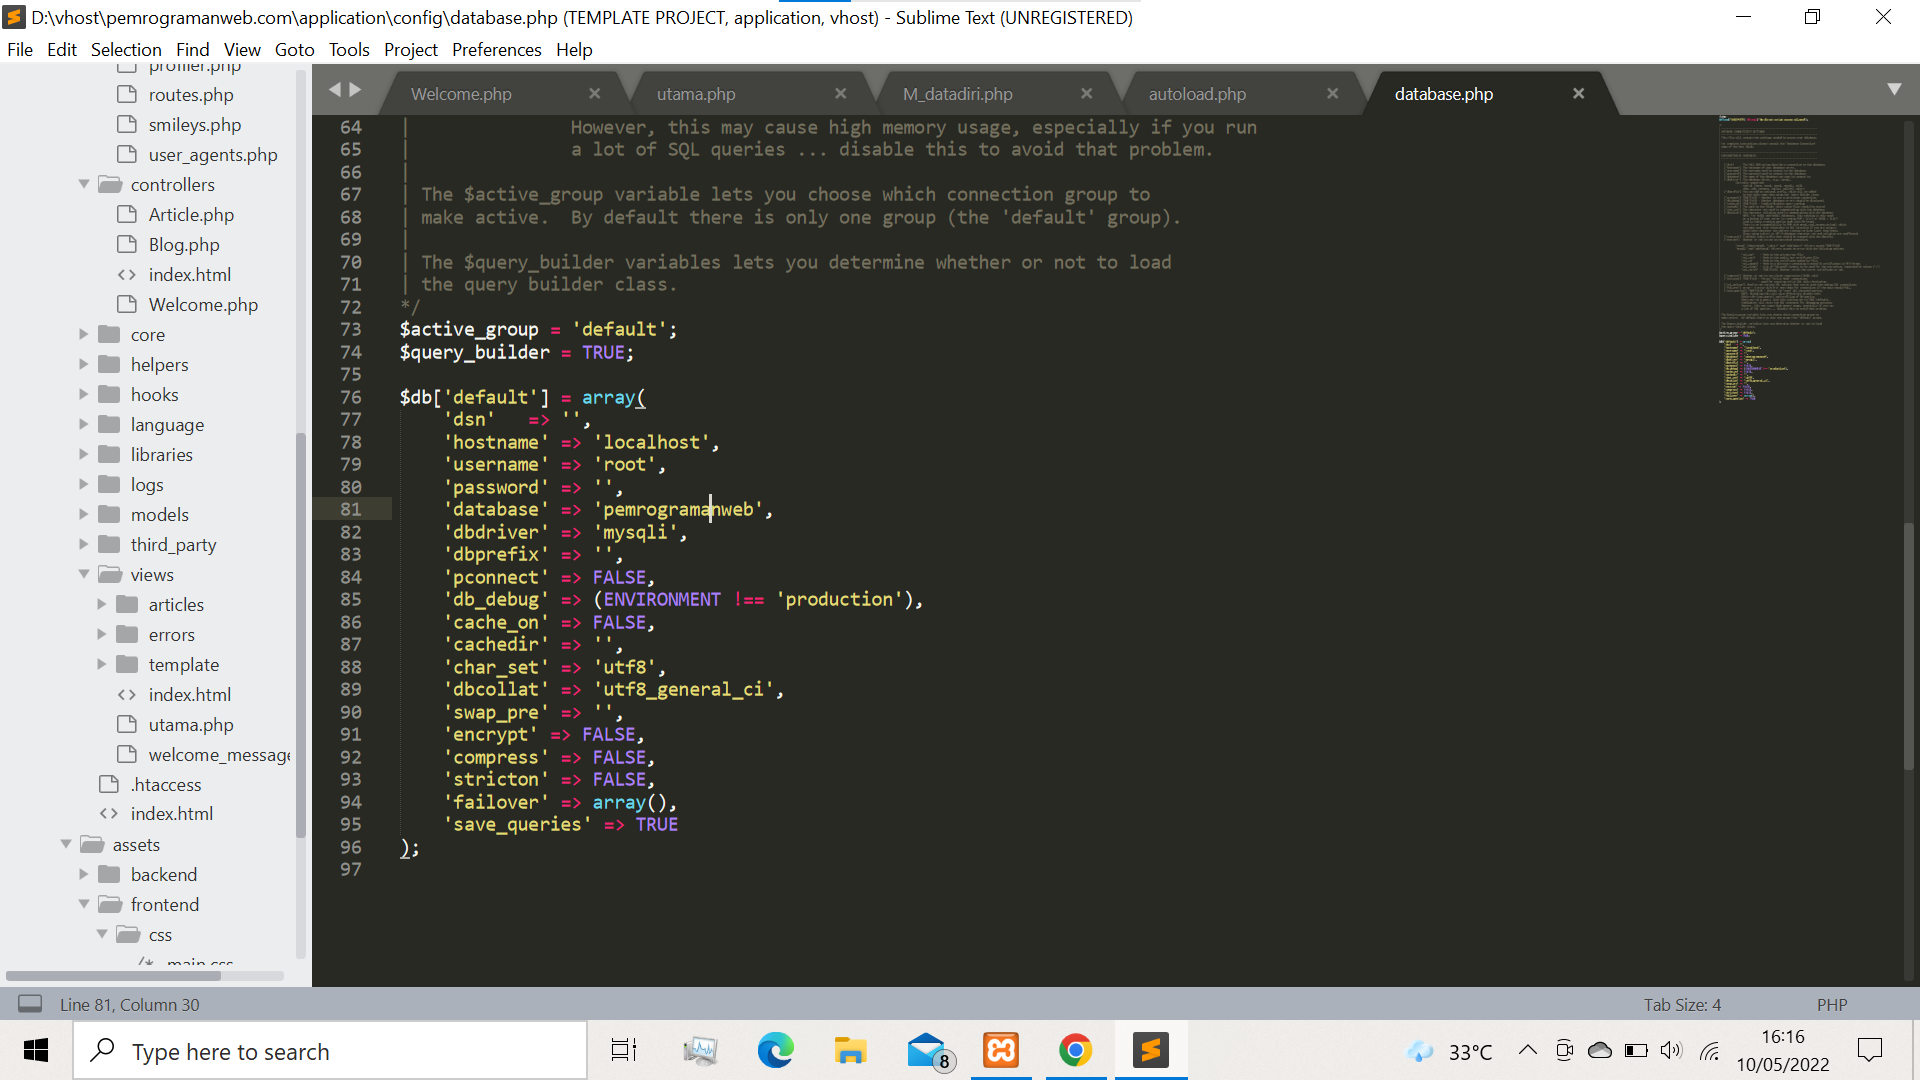 D:\vhost\pemrogramanweb.com\application\config\database.php (TEMPLATE PROJECT, application, vhost) - Sublime Text (UNREGISTERED)
File Edit Selection Find View Goto Tools Project Preferences Help
profiler.php
routes.php
smileys.php
user_agents.php
controllers
Article.php
Blog.php
index.html
Welcome.php
core
helpers
hooks
language
libraries
logs
models
third_party
views
articles
errors
template
index.html
utama.php
welcome_message
.htaccess
index.html
assets
backend
frontend
css
main.css
Welcome.php utama.php M_datadiri.php autoload.php database.php
64 | However, this may cause high memory usage, especially if you run
65 | a lot of SQL queries ... disable this to avoid that problem.
66 |
67 | The $active_group variable lets you choose which connection group to
68 | make active.  By default there is only one group (the 'default' group).
69 |
70 | The $query_builder variables lets you determine whether or not to load
71 | the query builder class.
72 */
73 $active_group = 'default';
74 $query_builder = TRUE;
75
76 $db['default'] = array(
77 'dsn'   => '',
78 'hostname' => 'localhost',
79 'username' => 'root',
80 'password' => '',
81 'database' => 'pemrogramanweb',
82 'dbdriver' => 'mysqli',
83 'dbprefix' => '',
84 'pconnect' => FALSE,
85 'db_debug' => (ENVIRONMENT !== 'production'),
86 'cache_on' => FALSE,
87 'cachedir' => '',
88 'char_set' => 'utf8',
89 'dbcollat' => 'utf8_general_ci',
90 'swap_pre' => '',
91 'encrypt' => FALSE,
92 'compress' => FALSE,
93 'stricton' => FALSE,
94 'failover' => array(),
95 'save_queries' => TRUE
96 );
97
Line 81, Column 30 Tab Size: 4 PHP
Type here to search 8 33°C 16:16
10/05/2022